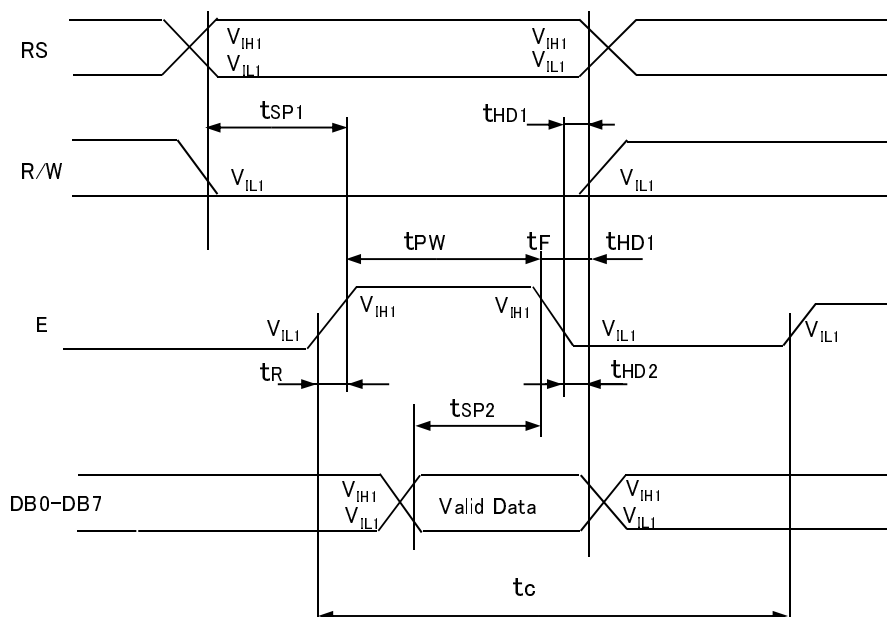 RS
VIH1
VIL1
VIH1
VIL1
tSP1
tHD1
R/W
VIL1
VIL1
tPW
tF
tHD1
E
VIL1
VIH1
VIH1
VIL1
VIL1
tR
tHD2
tSP2
DB0-DB7
VIH1
VIL1
Valid Data
VIH1
VIL1
tc